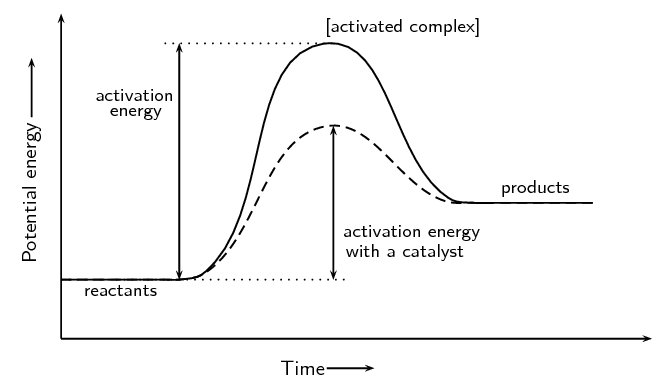 [activated complex]
activation
energy
Potential energy
products
activation energy
with a catalyst
reactants
Time